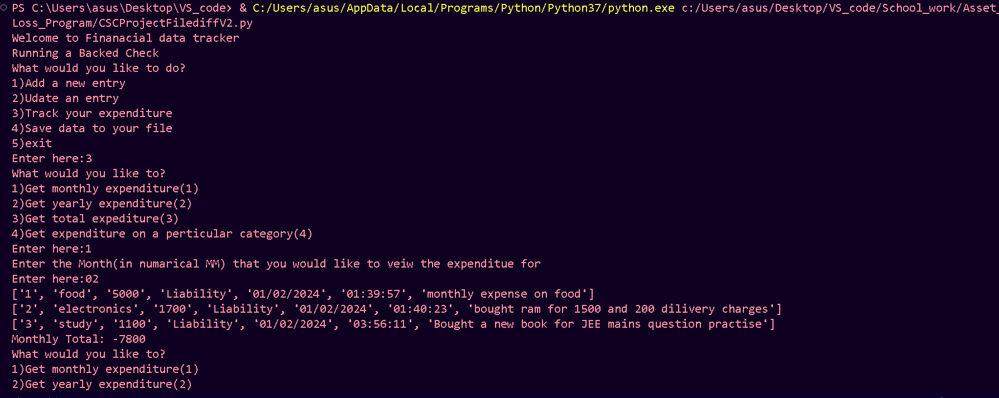 PS C:\Users\asus\Desktop\VS_code> & C:/Users/asus/AppData/Local/Programs/Python/Python37/python.exe c:/Users/asus/Desktop/VS_code/School_work/Asset_
Loss_Program/CSCProjectFilediffV2.py
Welcome to Finanacial data tracker
Running a Backed Check
What would you like to do?
1)Add a new entry
2)Udate an entry
3)Track your expenditure
4)Save data to your file
5)exit
Enter here:3
What would you like to?
1)Get monthly expenditure(1)
2)Get yearly expenditure(2)
3)Get total expediture(3)
4)Get expenditure on a perticular category(4)
Enter here:1
Enter the Month(in numarical MM) that you would like to veiw the expenditue for
Enter here:02
['1', 'food', '5000', 'Liability', '01/02/2024', '01:39:57', 'monthly expense on food']
['2', 'electronics', '1700', 'Liability', '01/02/2024', '01:40:23', 'bought ram for 1500 and 200 dilivery charges']
['3', 'study', '1100', 'Liability', '01/02/2024', '03:56:11', 'Bought a new book for JEE mains question practise']
Monthly Total: -7800
What would you like to?
1)Get monthly expenditure(1)
2)Get yearly expenditure(2)